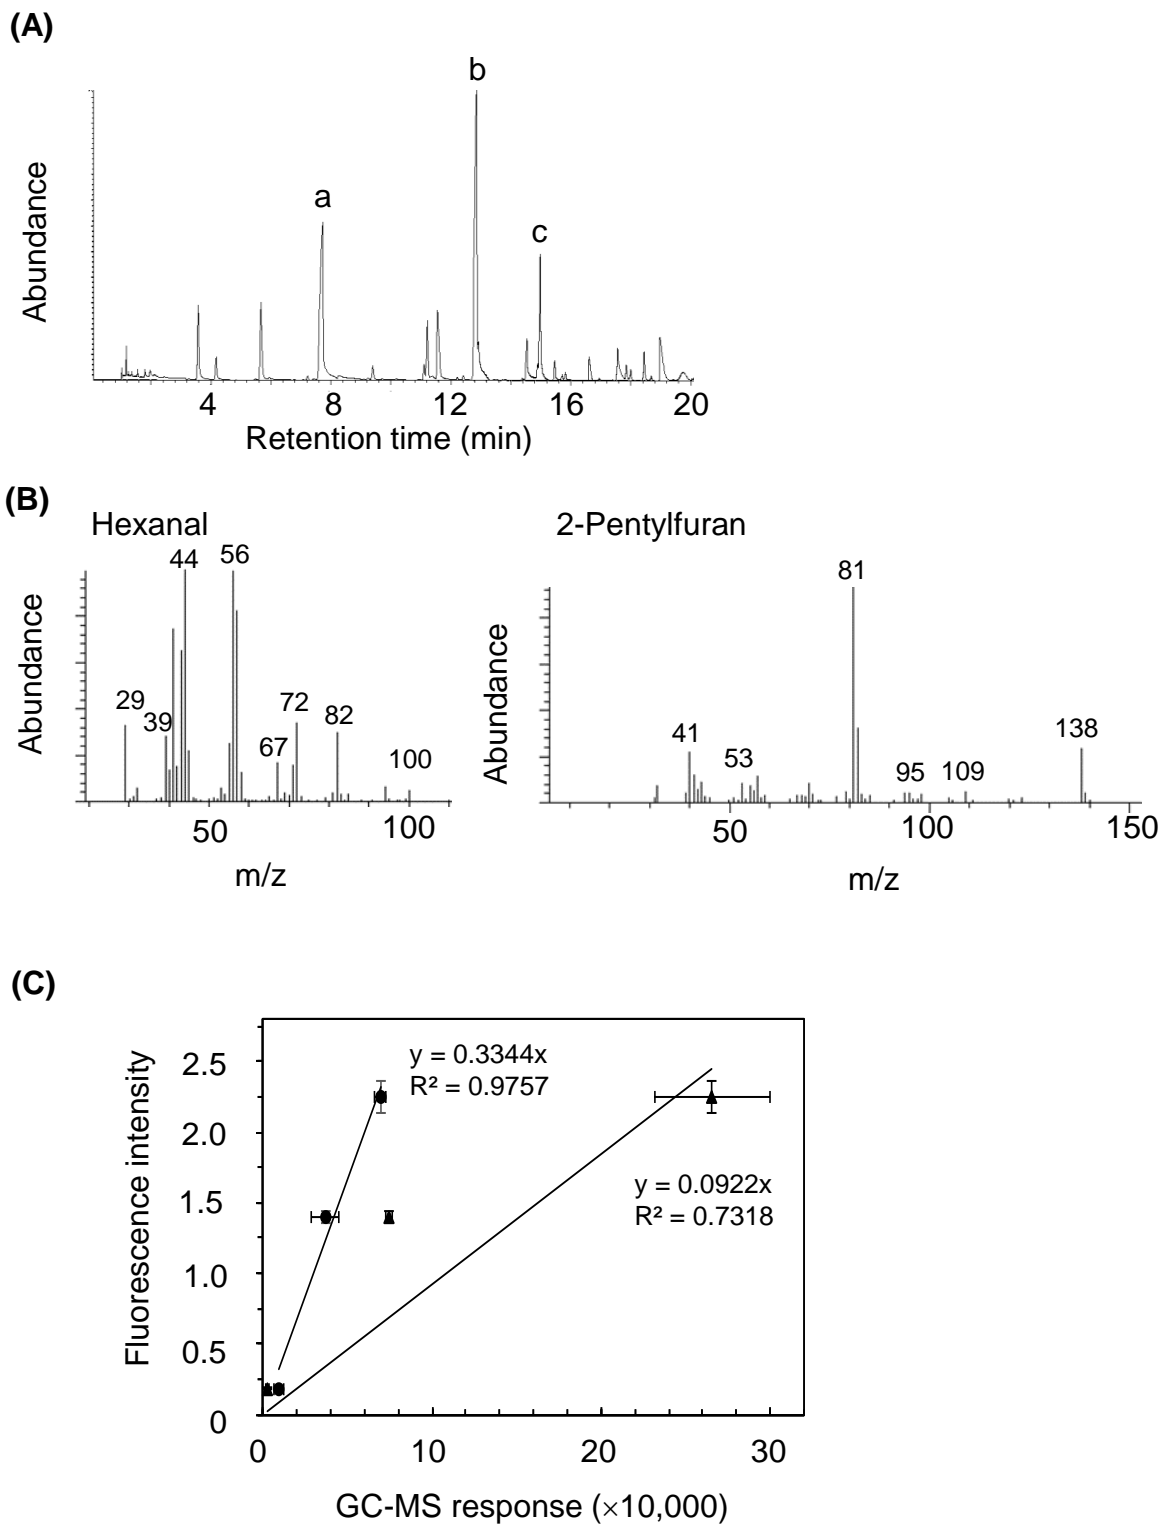 (A)
b
a
c
Abundance
4 8 12 16 20
Retention time (min)
(B)
Hexanal
2-Pentylfuran
44 56
29
39
67
72
82
100
Abundance
50 100
m/z
81
41
53
95 109
138
Abundance
50 100 150
m/z
(C)
y = 0.3344x
R² = 0.9757
y = 0.0922x
R² = 0.7318
Fluorescence intensity
2.5
2.0
1.5
1.0
0.5
0
0 10 20 30
GC-MS response (×10,000)